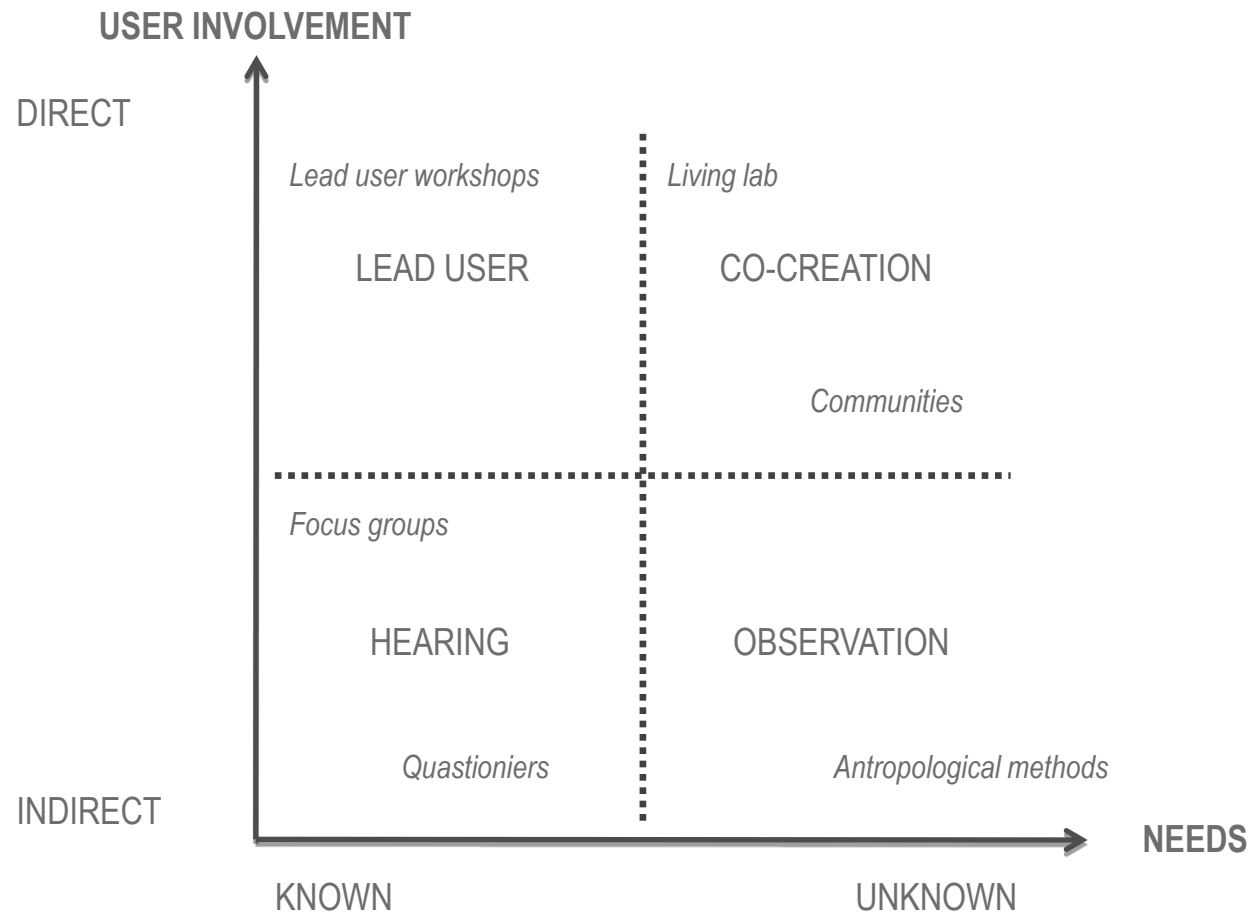 USER INVOLVEMENT
DIRECT
Lead user workshops
Living lab
LEAD USER
CO-CREATION
Communities
Focus groups
HEARING
OBSERVATION
Quastioniers
Antropological methods
INDIRECT
NEEDS
KNOWN
UNKNOWN